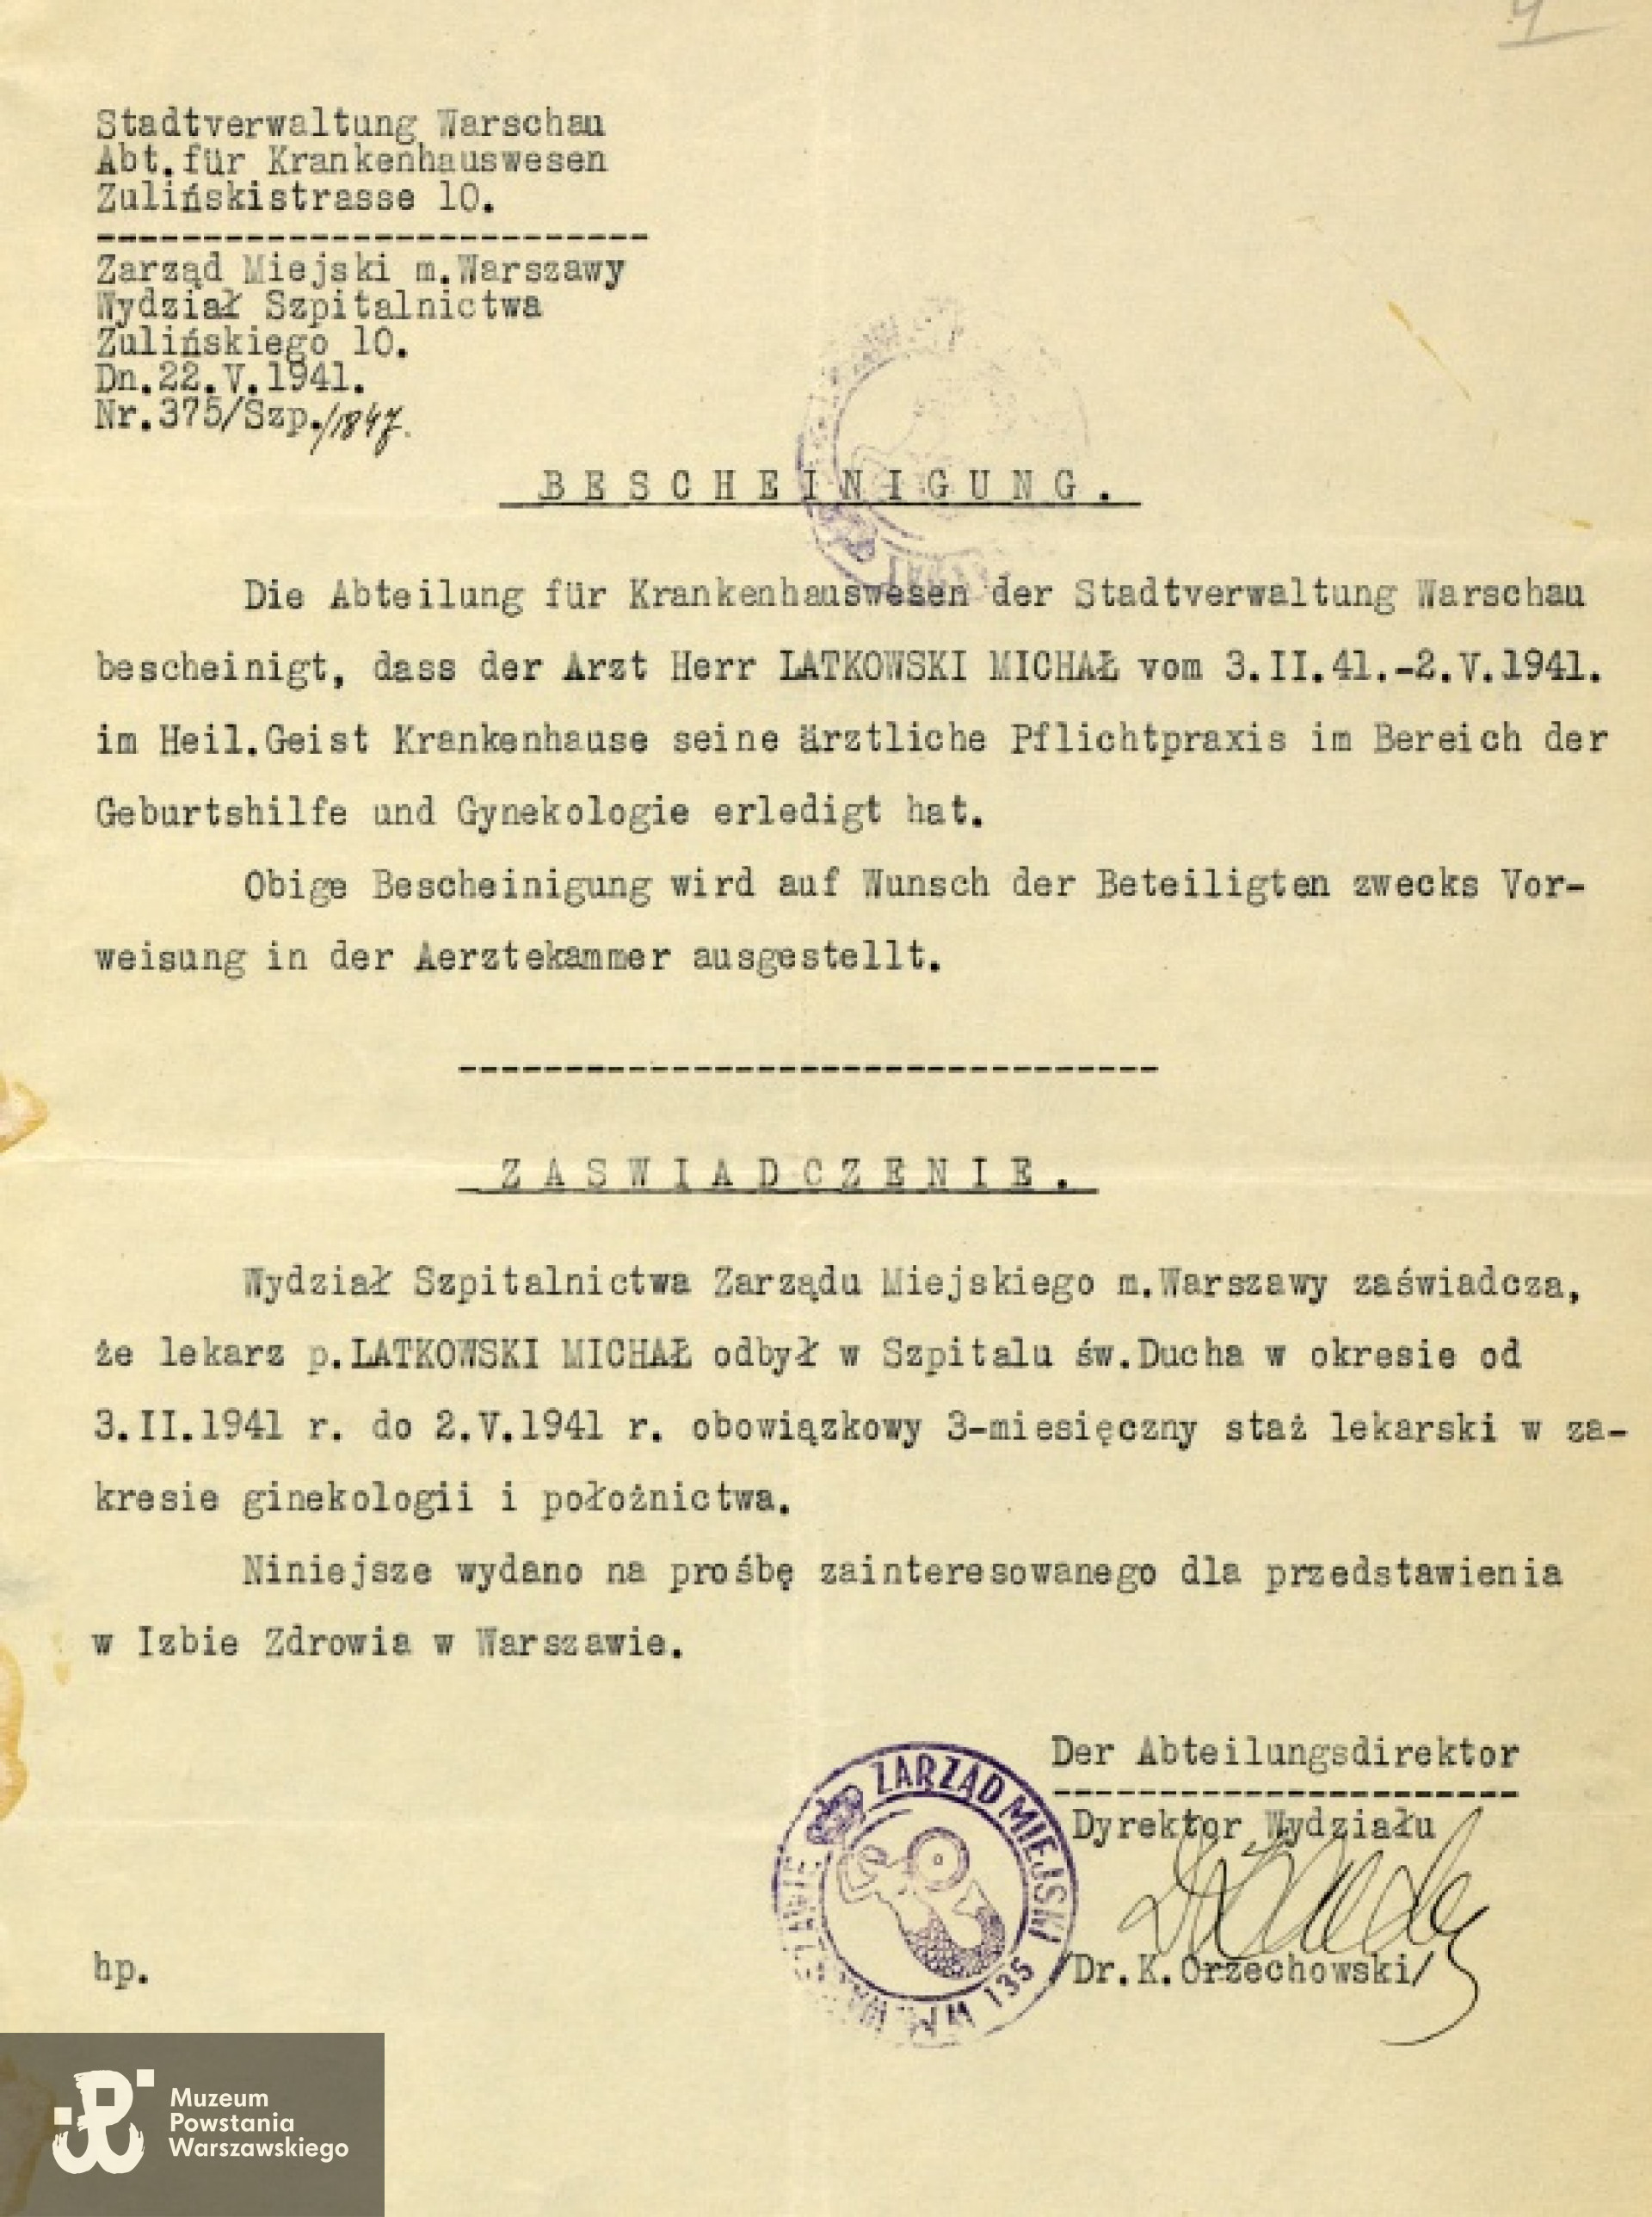 4
Stadtverwaltung Warschau
Abt.für Krankenhauswesen
Zulińskistrasse 10.
Zarząd Miejski m.Warszawy
Wydział Szpitalnictwa
Zulińskiego 10.
Dn.22.V.1941.
Nr.375/Szp./1847.
BESCHEINIGUNG.
Die Abteilung für Krankenhauswesen der Stadtverwaltung Warschau
bescheinigt, dass der Arzt Herr LATKOWSKI MICHAŁ vom 3.II.41.-2.V.1941.
im Heil.Geist Krankenhause seine ärztliche Pflichtpraxis im Bereich der
Geburtshilfe und Gynekologie erledigt hat.
Obige Bescheinigung wird auf Wunsch der Beteiligten zwecks Vor-
weisung in der Aerztekammer ausgestellt.
ZASWIADCZENIE.
Wydział Szpitalnictwa Zarządu Miejskiego m.Warszawy zaświadcza,
że lekarz p.LATKOWSKI MICHAŁ odbył w Szpitalu św.Ducha w okresie od
3.II.1941 r. do 2.V.1941 r. obowiązkowy 3-miesięczny staż lekarski w za-
kresie ginekologii i położnictwa.
Niniejsze wydano na prośbę zainteresowanego dla przedstawienia
w Izbie Zdrowia w Warszawie.
Der Abteilungsdirektor
Dyrektor Wydziału
/Dr.K.Orzechowski/
ZARZĄD MIEJSKI
135
hp.
Muzeum
Powstania
Warszawskiego